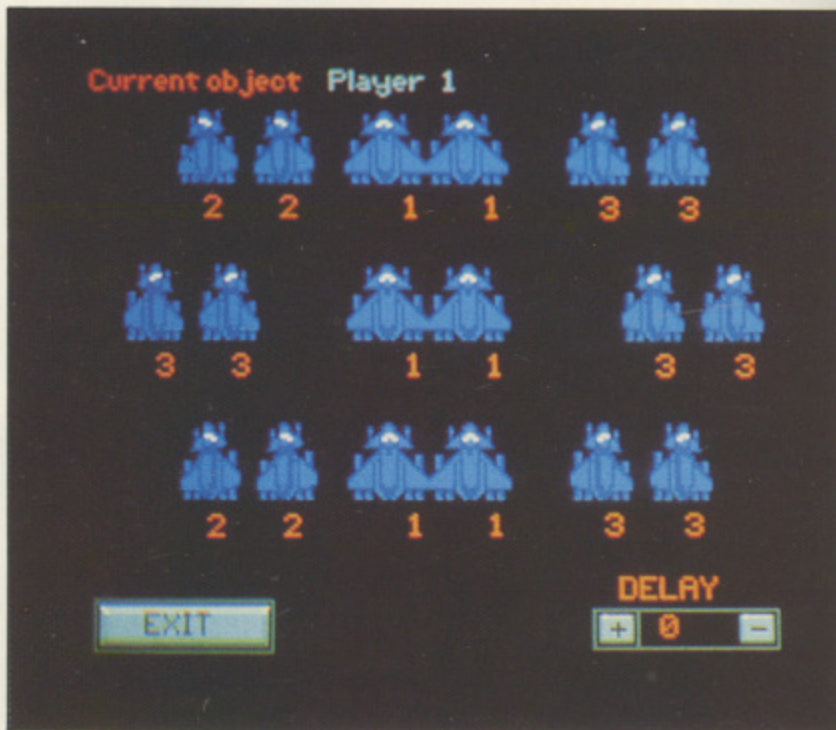 Current object Player 1
2 2 1 1 3 3
3 3 1 1 3 3
2 2 1 1 3 3
DELAY
EXIT + 0 -